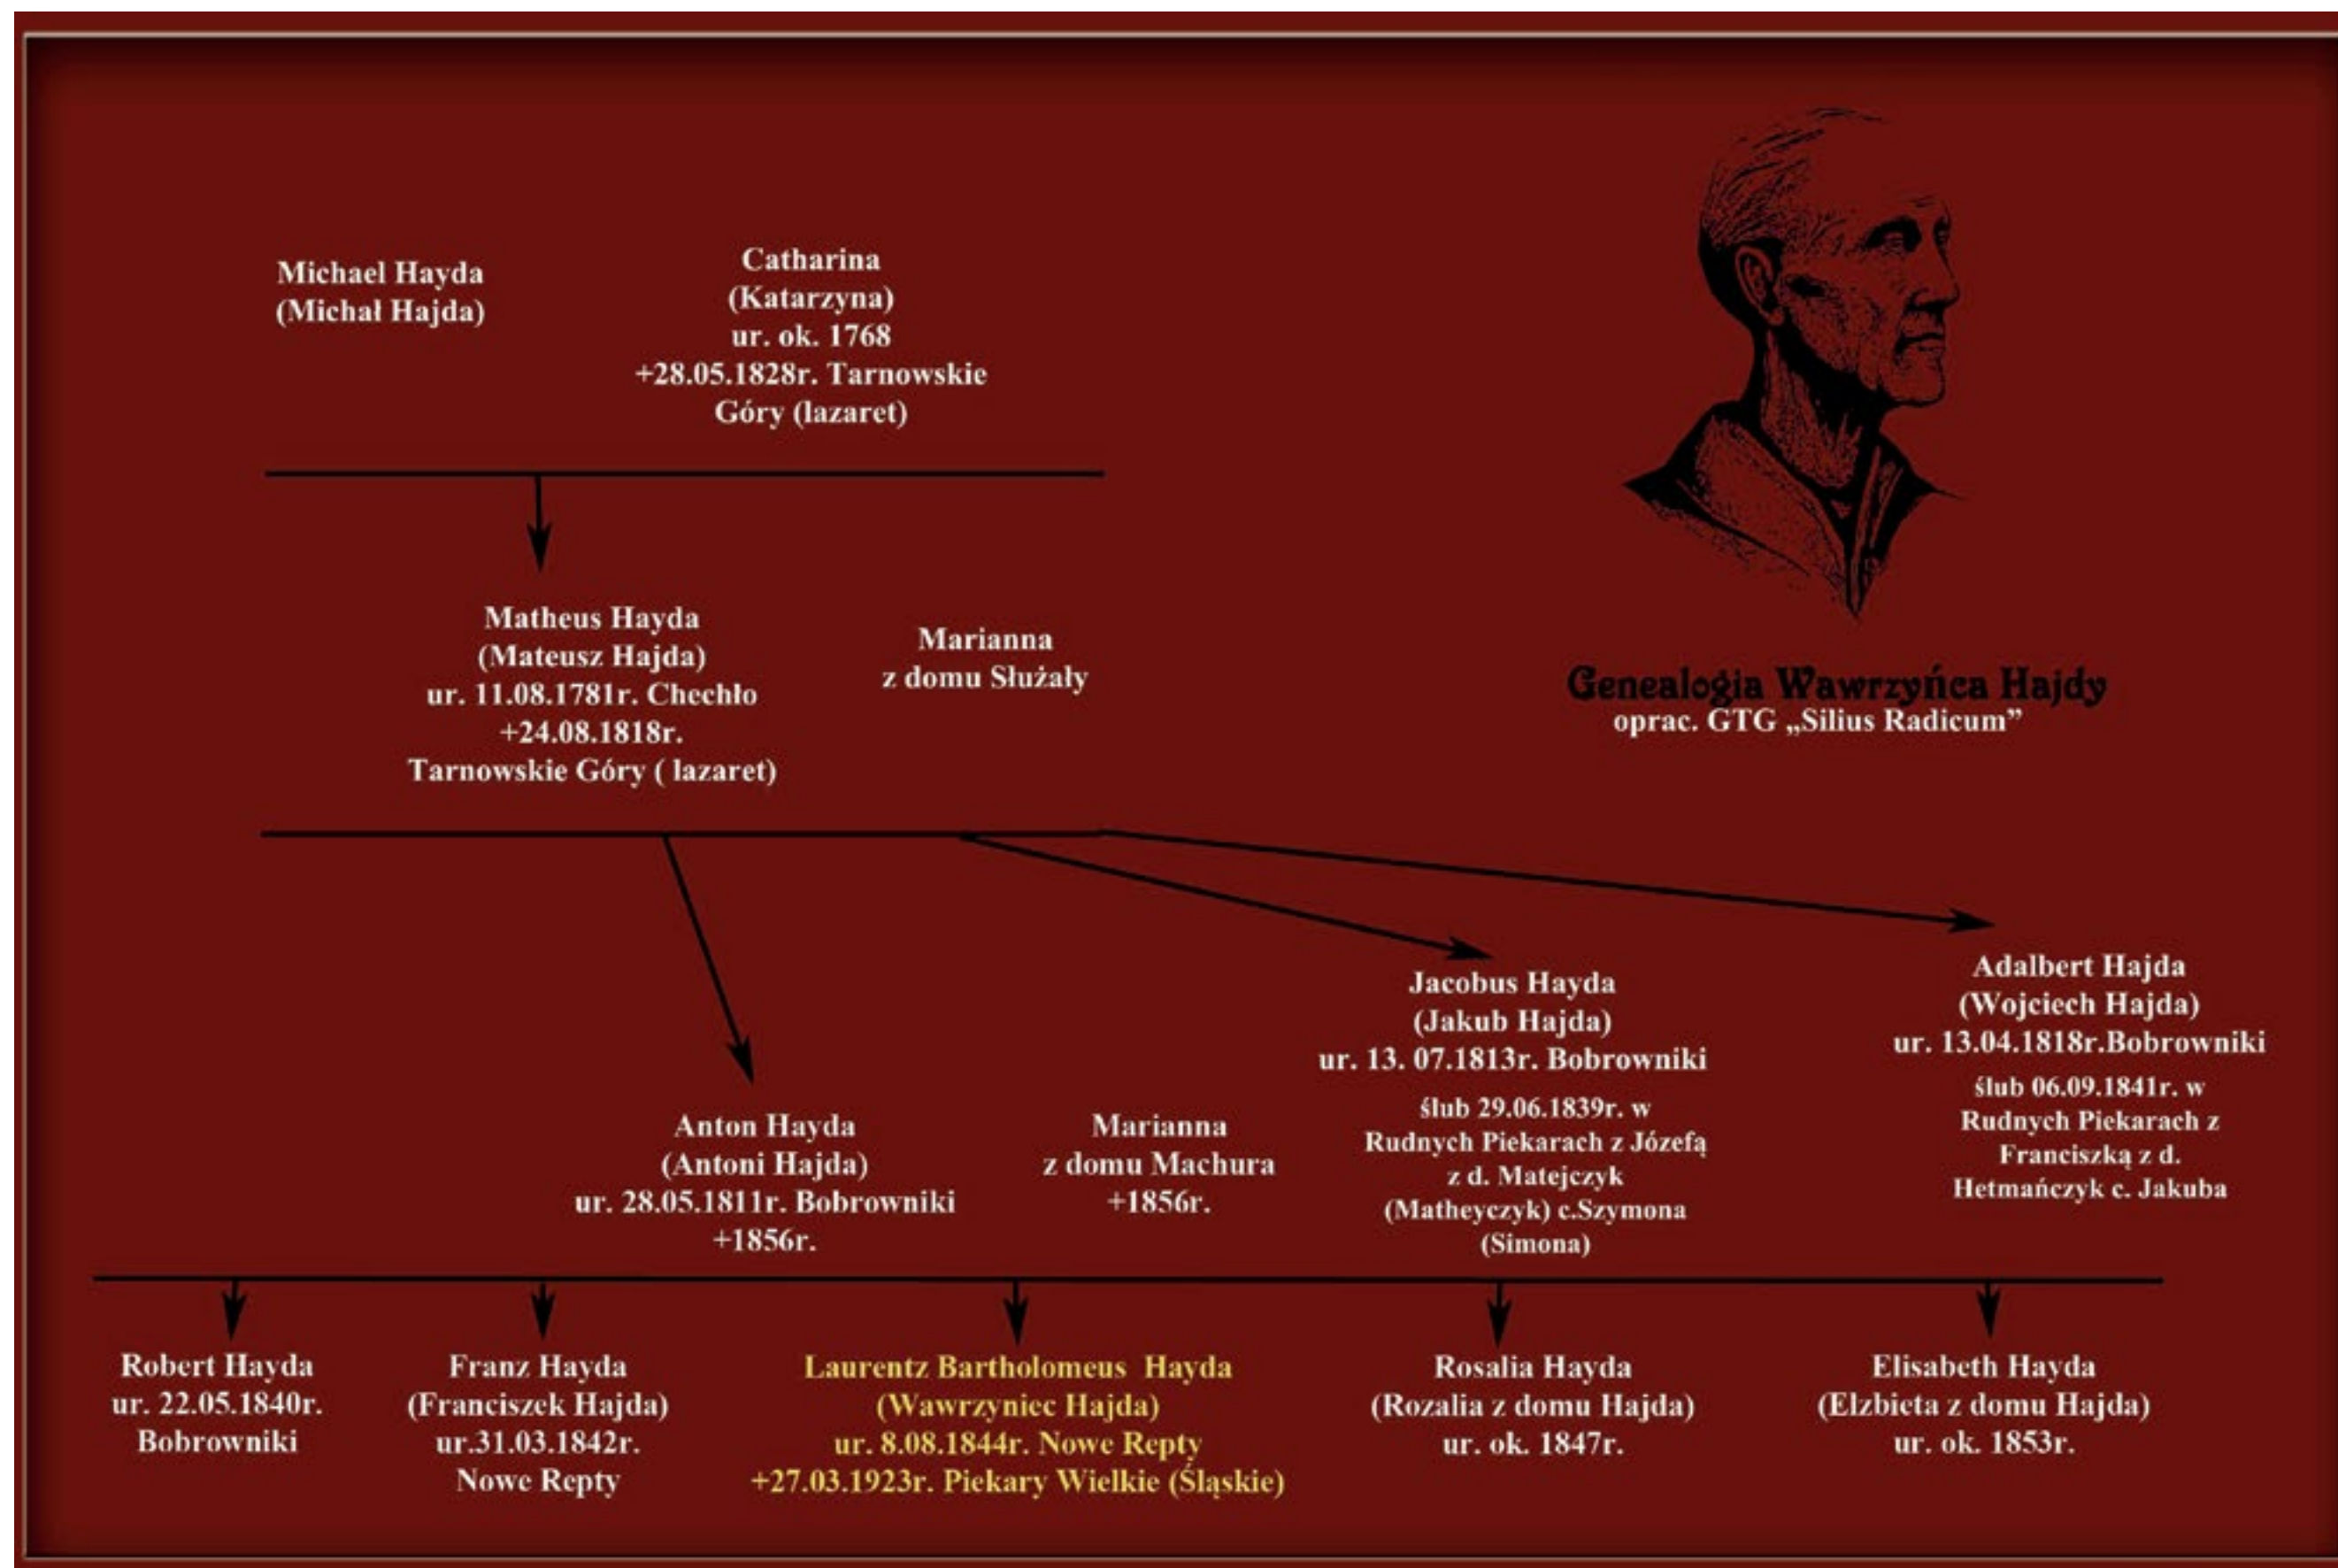 Michael Hayda
(Michał Hajda)
Catharina
(Katarzyna)
ur. ok. 1768
+28.05.1828r. Tarnowskie
Góry (lazaret)
Matheus Hayda
(Mateusz Hajda)
ur. 11.08.1781r. Chechło
+24.08.1818r.
Tarnowskie Góry ( lazaret)
Marianna
z domu Służały
Genealogia Wawrzyńca Hajdy
oprac. GTG „Silius Radicum”
Anton Hayda
(Antoni Hajda)
ur. 28.05.1811r. Bobrowniki
+1856r.
Marianna
z domu Machura
+1856r.
Jacobus Hayda
(Jakub Hajda)
ur. 13. 07.1813r. Bobrowniki
ślub 29.06.1839r. w
Rudnych Piekarach z Józefą
z d. Matejczyk
(Matheyczyk) c.Szymona
(Simona)
Adalbert Hajda
(Wojciech Hajda)
ur. 13.04.1818r.Bobrowniki
ślub 06.09.1841r. w
Rudnych Piekarach z
Franciszką z d.
Hetmańczyk c. Jakuba
Robert Hayda
ur. 22.05.1840r.
Bobrowniki
Franz Hayda
(Franciszek Hajda)
ur.31.03.1842r.
Nowe Repty
Laurentz Bartholomeus  Hayda
(Wawrzyniec Hajda)
ur. 8.08.1844r. Nowe Repty
+27.03.1923r. Piekary Wielkie (Śląskie)
Rosalia Hayda
(Rozalia z domu Hajda)
ur. ok. 1847r.
Elisabeth Hayda
(Elzbieta z domu Hajda)
ur. ok. 1853r.